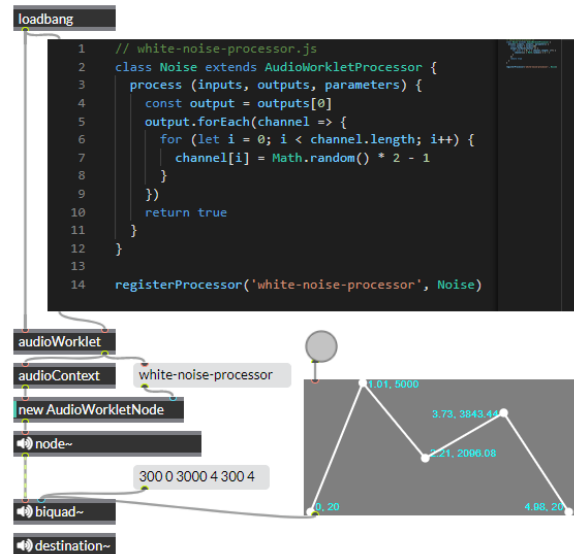 loadbang
1 // white-noise-processor.js
2 class Noise extends AudioWorkletProcessor {
3 process (inputs, outputs, parameters) {
4 const output = outputs[0]
5 output.forEach(channel => {
6 for (let i = 0; i < channel.length; i++) {
7 channel[i] = Math.random() * 2 - 1
8 }
9 })
10 return true
11 }
12 }
13
14 registerProcessor('white-noise-processor', Noise)
audioWorklet
audioContext
white-noise-processor
new AudioWorkletNode
node~
300 0 3000 4 300 4
biquad~
destination~
1.01, 5000
3.73, 3843.44
2.21, 2096.08
0, 20
4.98, 20